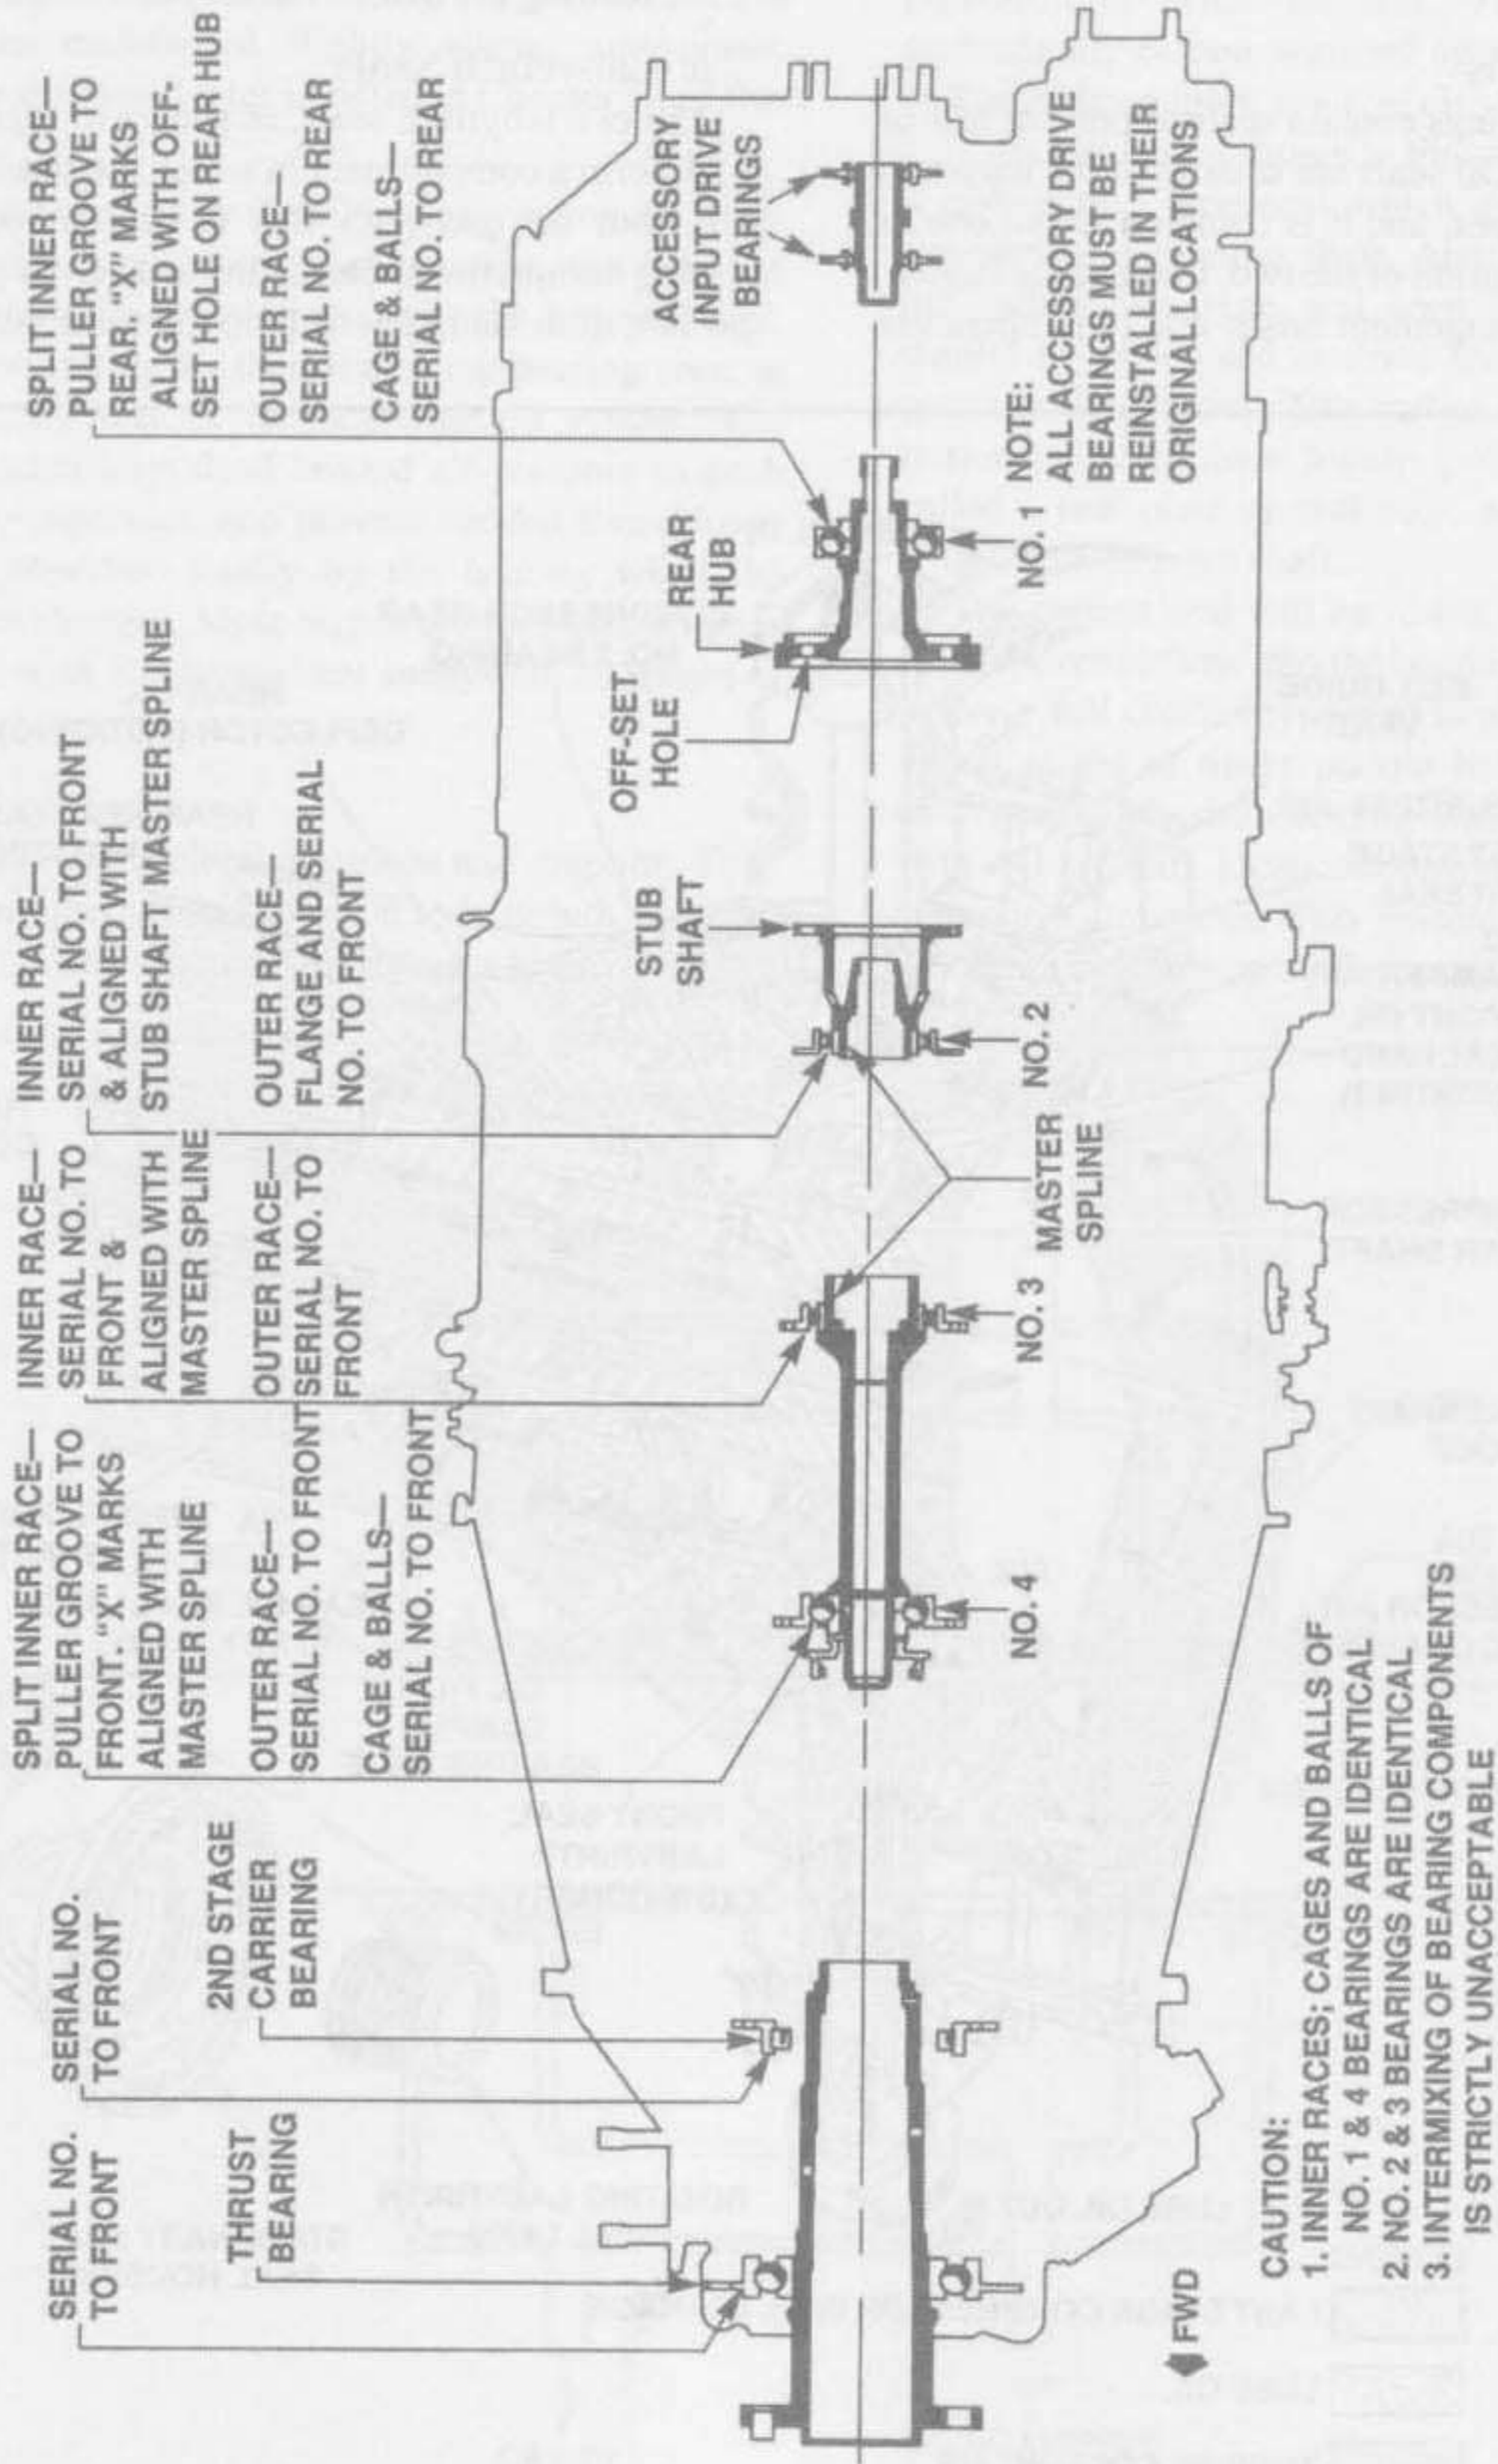 SERIAL NO.
TO FRONT
THRUST
BEARING
SERIAL NO.
TO FRONT
2ND STAGE
CARRIER
BEARING
SPLIT INNER RACE—
PULLER GROOVE TO
FRONT. "X" MARKS
ALIGNED WITH
MASTER SPLINE
OUTER RACE—
SERIAL NO. TO FRONT
CAGE & BALLS—
SERIAL NO. TO FRONT
INNER RACE—
SERIAL NO. TO
FRONT &
ALIGNED WITH
MASTER SPLINE
OUTER RACE—
SERIAL NO. TO
FRONT
INNER RACE—
SERIAL NO. TO FRONT
& ALIGNED WITH
STUB SHAFT MASTER SPLINE
OUTER RACE—
FLANGE AND SERIAL
NO. TO FRONT
SPLIT INNER RACE—
PULLER GROOVE TO
REAR. "X" MARKS
ALIGNED WITH OFF-
SET HOLE ON REAR HUB
OUTER RACE—
SERIAL NO. TO REAR
CAGE & BALLS—
SERIAL NO. TO REAR
STUB
SHAFT
OFF-SET
HOLE
REAR
HUB
ACCESSORY
INPUT DRIVE
BEARINGS
NO. 4
NO. 3
MASTER
SPLINE
NO. 2
NO. 1
NOTE:
ALL ACCESSORY DRIVE
BEARINGS MUST BE
REINSTALLED IN THEIR
ORIGINAL LOCATIONS
FWD
CAUTION:
1. INNER RACES; CAGES AND BALLS OF
NO. 1 & 4 BEARINGS ARE IDENTICAL
2. NO. 2 & 3 BEARINGS ARE IDENTICAL
3. INTERMIXING OF BEARING COMPONENTS
IS STRICTLY UNACCEPTABLE